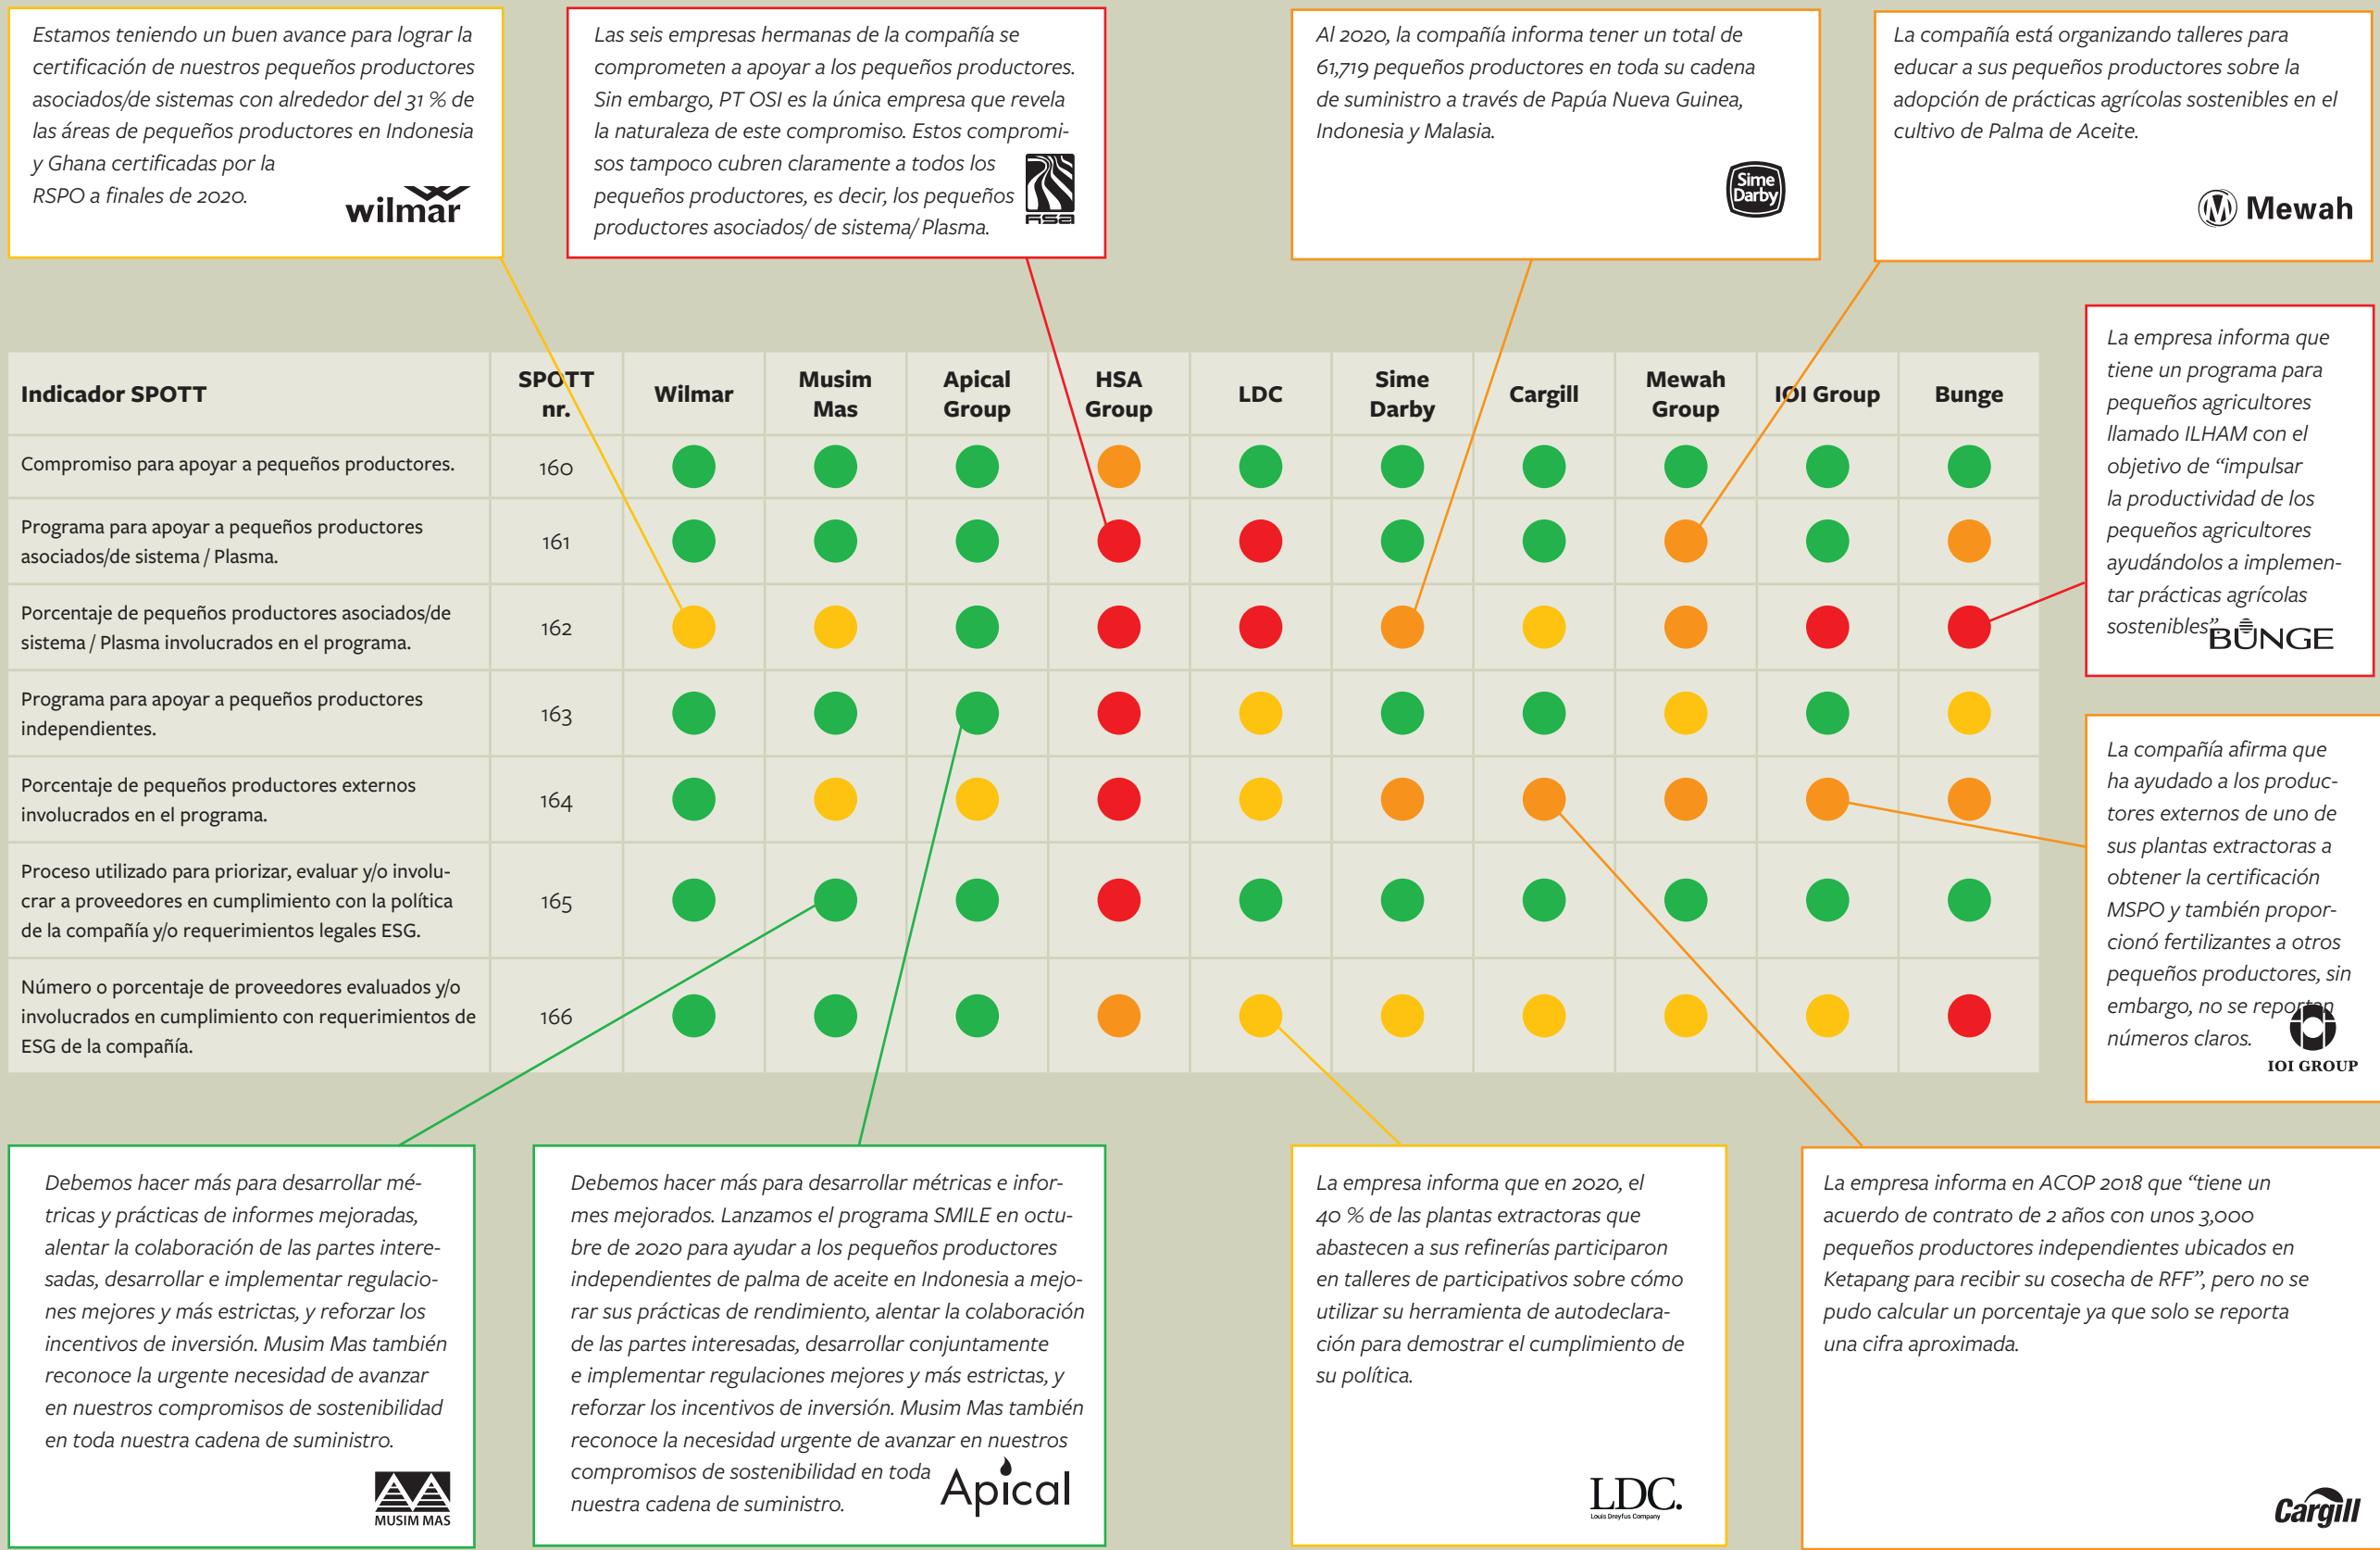 Estamos teniendo un buen avance para lograr la
certificación de nuestros pequeños productores
asociados/de sistemas con alrededor del 31 % de
las áreas de pequeños productores en Indonesia
y Ghana certificadas por la
RSPO a finales de 2020.
wilmar
Las seis empresas hermanas de la compañía se
comprometen a apoyar a los pequeños productores.
Sin embargo, PT OSI es la única empresa que revela
la naturaleza de este compromiso. Estos compromi-
sos tampoco cubren claramente a todos los
pequeños productores, es decir, los pequeños
productores asociados/ de sistema/ Plasma.
HSA
Al 2020, la compañía informa tener un total de
61,719 pequeños productores en toda su cadena
de suministro a través de Papúa Nueva Guinea,
Indonesia y Malasia.
Sime
Darby
La compañía está organizando talleres para
educar a sus pequeños productores sobre la
adopción de prácticas agrícolas sostenibles en el
cultivo de Palma de Aceite.
Mewah
La empresa informa que
tiene un programa para
pequeños agricultores
llamado ILHAM con el
objetivo de “impulsar
la productividad de los
pequeños agricultores
ayudándolos a implemen-
tar prácticas agrícolas
sostenibles”.
BUNGE
Indicador SPOTT SPOTT nr. Wilmar Musim Mas Apical Group HSA Group LDC Sime Darby Cargill Mewah Group IOI Group Bunge
Compromiso para apoyar a pequeños productores. 160
Programa para apoyar a pequeños productores
asociados/de sistema / Plasma. 161
Porcentaje de pequeños productores asociados/de
sistema / Plasma involucrados en el programa. 162
Programa para apoyar a pequeños productores
independientes. 163
Porcentaje de pequeños productores externos
involucrados en el programa. 164
Proceso utilizado para priorizar, evaluar y/o involu-
crar a proveedores en cumplimiento con la política
de la compañía y/o requerimientos legales ESG. 165
Número o porcentaje de proveedores evaluados y/o
involucrados en cumplimiento con requerimientos de
ESG de la compañía. 166
La compañía afirma que
ha ayudado a los produc-
tores externos de uno de
sus plantas extractoras a
obtener la certificación
MSPO y también propor-
cionó fertilizantes a otros
pequeños productores, sin
embargo, no se reportan
números claros.
IOI GROUP
Debemos hacer más para desarrollar mé-
tricas y prácticas de informes mejoradas,
alentar la colaboración de las partes intere-
sadas, desarrollar e implementar regulacio-
nes mejores y más estrictas, y reforzar los
incentivos de inversión. Musim Mas también
reconoce la urgente necesidad de avanzar
en nuestros compromisos de sostenibilidad
en toda nuestra cadena de suministro.
MUSIM MAS
Debemos hacer más para desarrollar métricas e infor-
mes mejorados. Lanzamos el programa SMILE en octu-
bre de 2020 para ayudar a los pequeños productores
independientes de palma de aceite en Indonesia a mejo-
rar sus prácticas de rendimiento, alentar la colaboración
de las partes interesadas, desarrollar conjuntamente
e implementar regulaciones mejores y más estrictas, y
reforzar los incentivos de inversión. Musim Mas también
reconoce la necesidad urgente de avanzar en nuestros
compromisos de sostenibilidad en toda
nuestra cadena de suministro.
Apical
La empresa informa que en 2020, el
40 % de las plantas extractoras que
abastecen a sus refinerías participaron
en talleres de participativos sobre cómo
utilizar su herramienta de autodeclara-
ción para demostrar el cumplimiento de
su política.
LDC.
Louis Dreyfus Company
La empresa informa en ACOP 2018 que “tiene un
acuerdo de contrato de 2 años con unos 3,000
pequeños productores independientes ubicados en
Ketapang para recibir su cosecha de RFF”, pero no se
pudo calcular un porcentaje ya que solo se reporta
una cifra aproximada.
Cargill